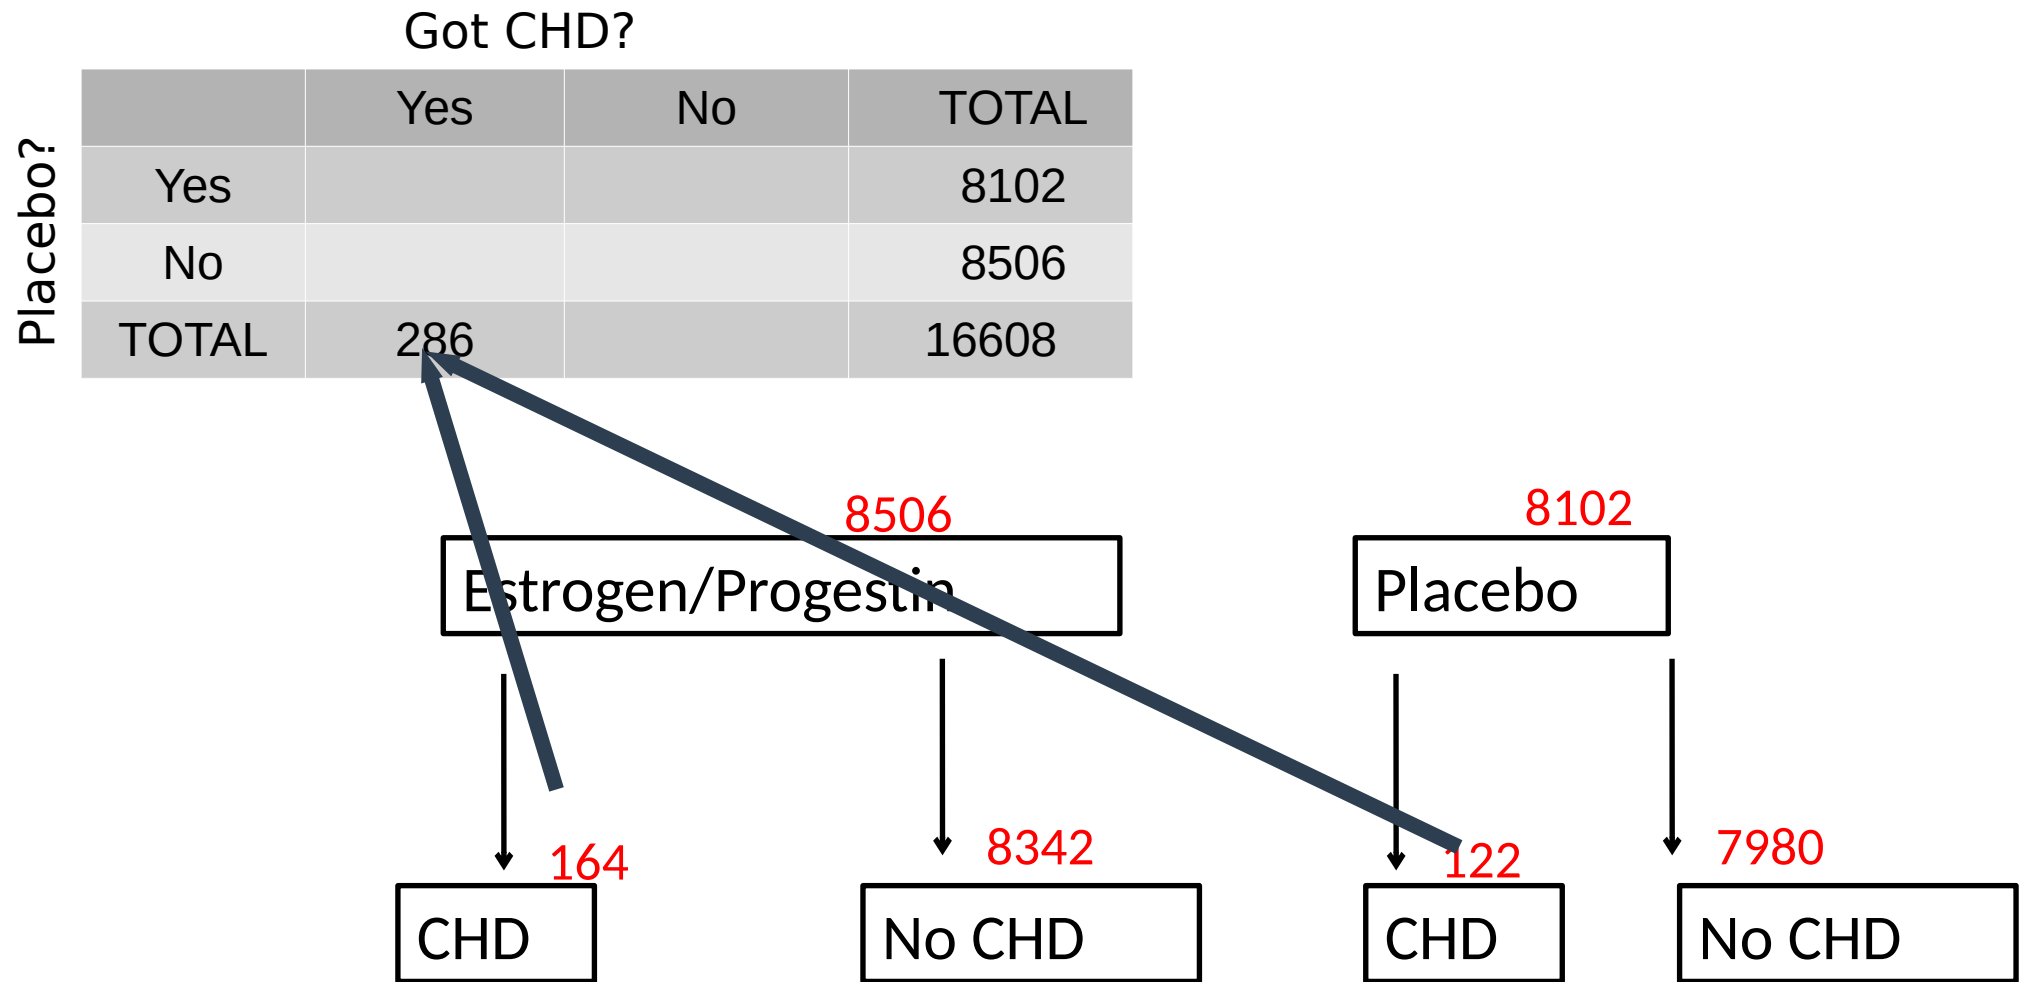 Got CHD?
Placebo?
Yes No TOTAL
Yes 8102
No 8506
TOTAL 286 16608
8506 8102
Estrogen/Progestin Placebo
164 8342 122 7980
CHD No CHD CHD No CHD